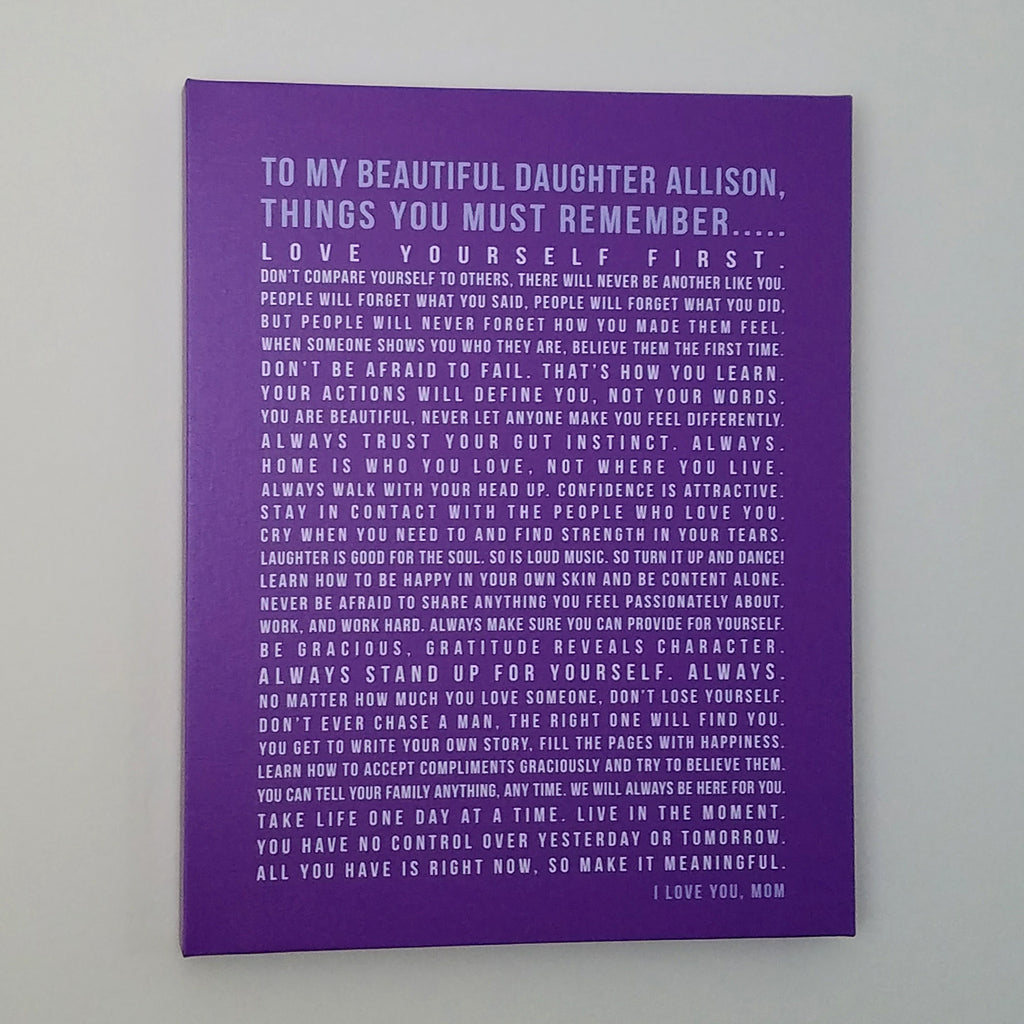 TO MY BEAUTIFUL DAUGHTER ALLISON,
THINGS YOU MUST REMEMBER.....
LOVE YOURSELF FIRST.
DON'T COMPARE YOURSELF TO OTHERS, THERE WILL NEVER BE ANOTHER LIKE YOU.
PEOPLE WILL FORGET WHAT YOU SAID, PEOPLE WILL FORGET WHAT YOU DID,
BUT PEOPLE WILL NEVER FORGET HOW YOU MADE THEM FEEL.
WHEN SOMEONE SHOWS YOU WHO THEY ARE, BELIEVE THEM THE FIRST TIME.
DON'T BE AFRAID TO FAIL. THAT'S HOW YOU LEARN.
YOUR ACTIONS WILL DEFINE YOU, NOT YOUR WORDS.
YOU ARE BEAUTIFUL, NEVER LET ANYONE MAKE YOU FEEL DIFFERENTLY.
ALWAYS TRUST YOUR GUT INSTINCT. ALWAYS.
HOME IS WHO YOU LOVE, NOT WHERE YOU LIVE.
ALWAYS WALK WITH YOUR HEAD UP. CONFIDENCE IS ATTRACTIVE.
STAY IN CONTACT WITH THE PEOPLE WHO LOVE YOU.
CRY WHEN YOU NEED TO AND FIND STRENGTH IN YOUR TEARS.
LAUGHTER IS GOOD FOR THE SOUL. SO IS LOUD MUSIC. SO TURN IT UP AND DANCE!
LEARN HOW TO BE HAPPY IN YOUR OWN SKIN AND BE CONTENT ALONE.
NEVER BE AFRAID TO SHARE ANYTHING YOU FEEL PASSIONATELY ABOUT.
WORK, AND WORK HARD. ALWAYS MAKE SURE YOU CAN PROVIDE FOR YOURSELF.
BE GRACIOUS, GRATITUDE REVEALS CHARACTER.
ALWAYS STAND UP FOR YOURSELF. ALWAYS.
NO MATTER HOW MUCH YOU LOVE SOMEONE, DON'T LOSE YOURSELF.
DON'T EVER CHASE A MAN, THE RIGHT ONE WILL FIND YOU.
YOU GET TO WRITE YOUR OWN STORY, FILL THE PAGES WITH HAPPINESS.
LEARN HOW TO ACCEPT COMPLIMENTS GRACIOUSLY AND TRY TO BELIEVE THEM.
YOU CAN TELL YOUR FAMILY ANYTHING, ANY TIME. WE WILL ALWAYS BE HERE FOR YOU.
TAKE LIFE ONE DAY AT A TIME. LIVE IN THE MOMENT.
YOU HAVE NO CONTROL OVER YESTERDAY OR TOMORROW.
ALL YOU HAVE IS RIGHT NOW, SO MAKE IT MEANINGFUL.
I LOVE YOU, MOM